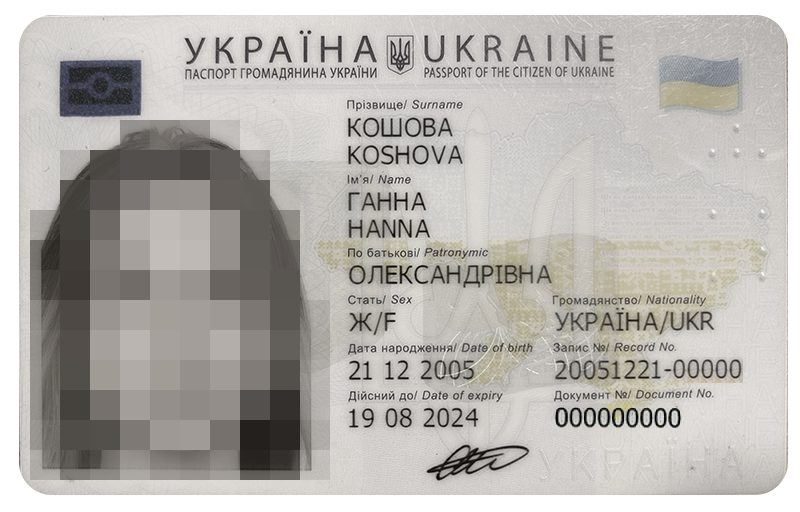 УКРАЇНА UKRAINE
ПАСПОРТ ГРОМАДЯНИНА УКРАЇНИ PASSPORT OF THE CITIZEN OF UKRAINE
Прізвище/ Surname
КОШОВА
KOSHOVA
Ім'я/ Name
ГАННА
HANNA
По батькові/ Patronymic
ОЛЕКСАНДРІВНА
Стать/ Sex Громадянство/ Nationality
Ж/F УКРАЇНА/UKR
Дата народження/ Date of birth Запис №/ Record No.
21 12 2005 20051221-00000
Дійсний до/ Date of expiry Документ №/ Document No.
19 08 2024 000000000
УКРАЇНА